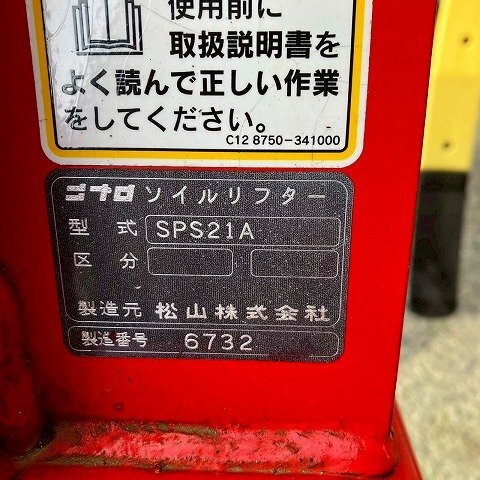 使用前に
取扱説明書を
よく読んで正しい作業
をしてください。
C12 8750-341000
ニプロ ソイルリフター
型式 SPS21A
区分
製造元 松山株式会社
製造番号 6732